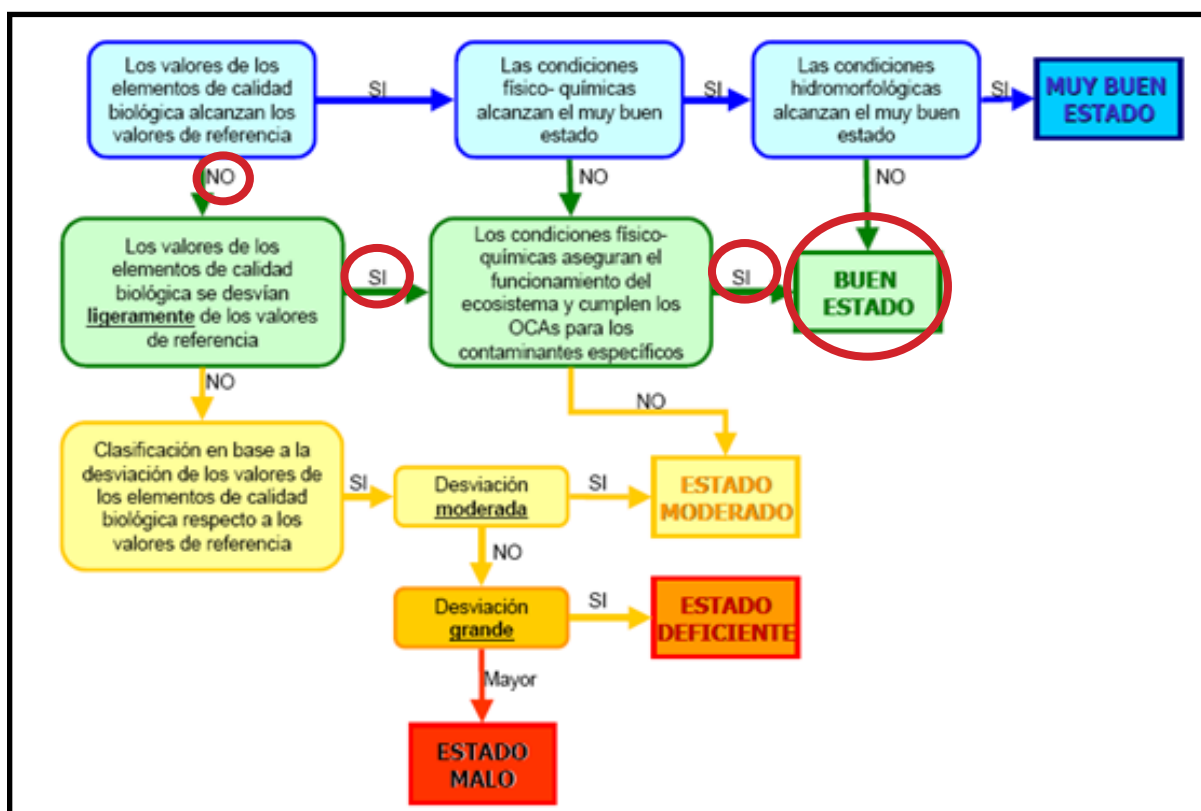 Los valores de los
elementos de calidad
biológica alcanzan los
valores de referencia
SI
Las condiciones
físico- químicas
alcanzan el muy buen
estado
SI
Las condiciones
hidromorfológicas
alcanzan el muy buen
estado
SI
MUY BUEN
ESTADO
NO
NO
NO
Los valores de los
elementos de calidad
biológica se desvían
ligeramente de los valores
de referencia
SI
Los condiciones físico-
químicas aseguran el
funcionamiento del
ecosistema y cumplen los
OCAs para los
contaminantes específicos
SI
BUEN
ESTADO
NO
NO
Clasificación en base a la
desviación de los valores de
los elementos de calidad
biológica respecto a los
valores de referencia
SI
Desviación
moderada
SI
ESTADO
MODERADO
NO
Desviación
grande
SI
ESTADO
DEFICIENTE
Mayor
ESTADO
MALO